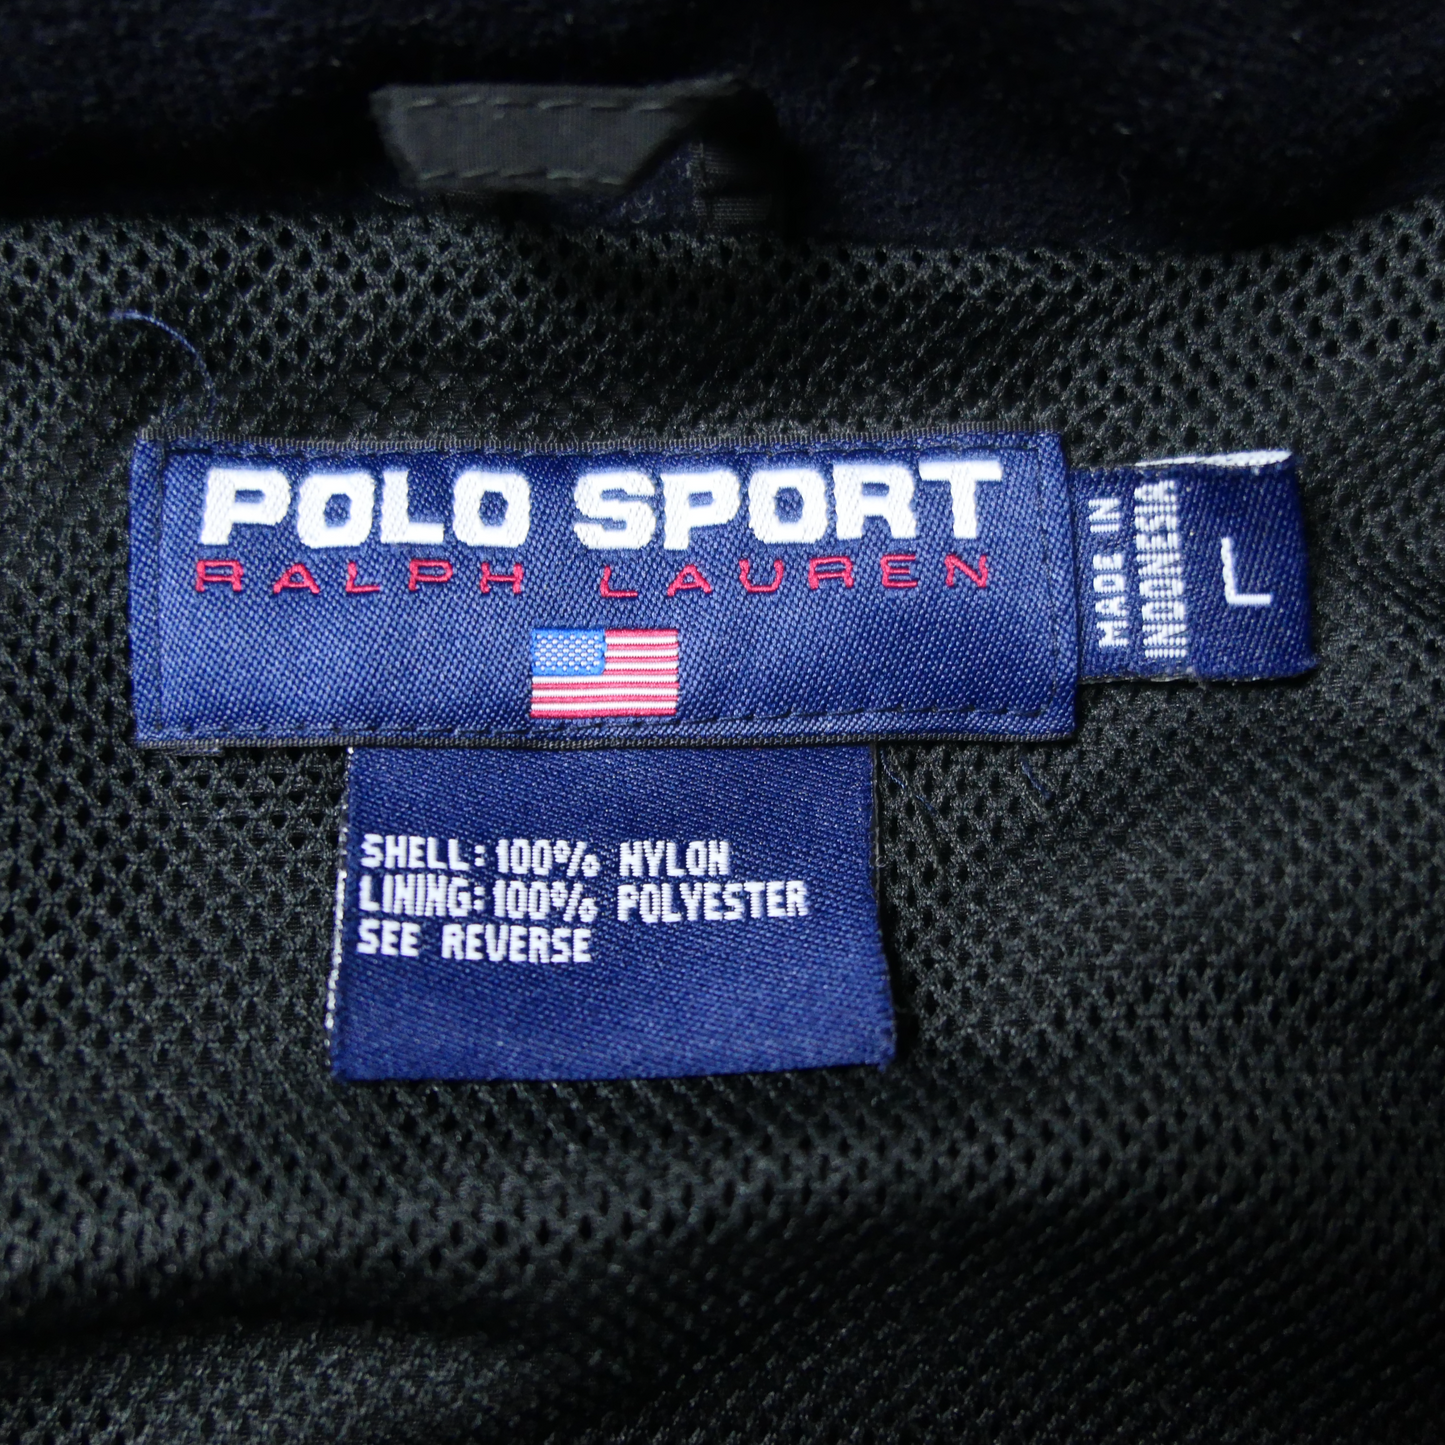 POLO SPORT
RALPH LAUREN
MADE IN
INDONESIA
L
SHELL: 100% NYLON
LINING: 100% POLYESTER
SEE REVERSE